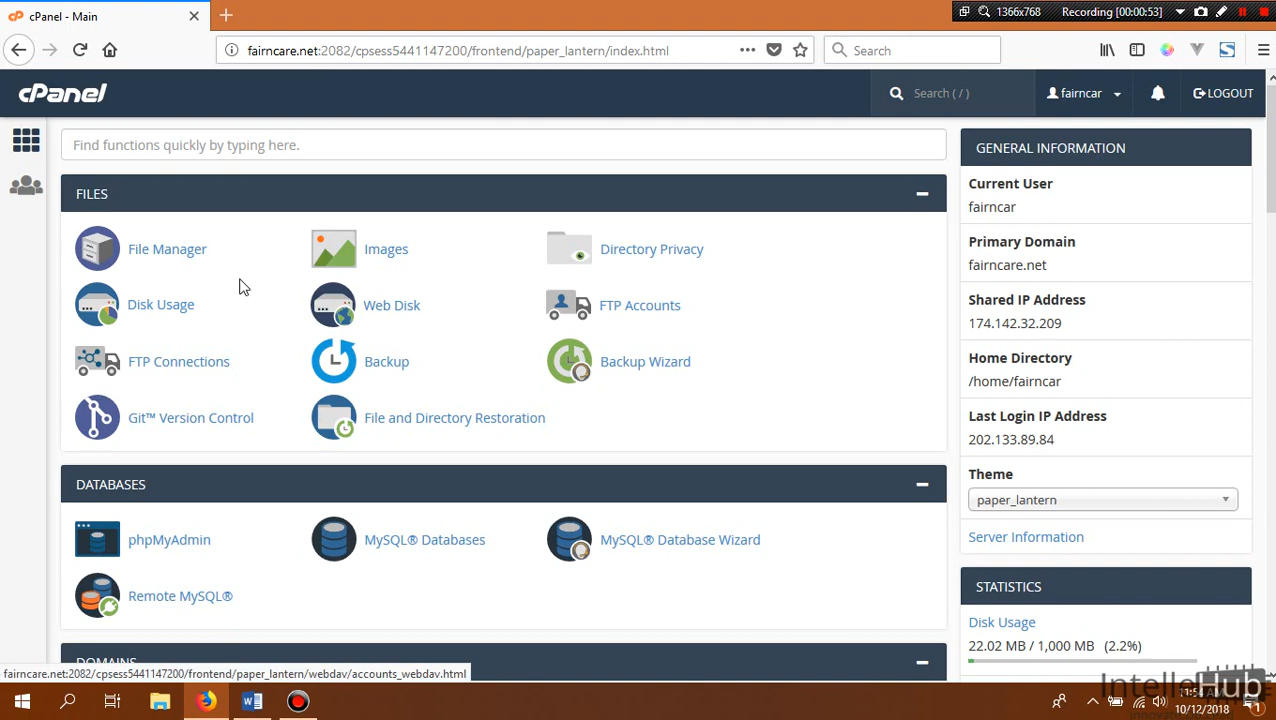 cPanel - Main
1366x768
Recording [00:00:53]
fairncare.net:2082/cpsess5441147200/frontend/paper_lantern/index.html
Search
cPanel
Search ( / )
fairncar
LOGOUT
Find functions quickly by typing here.
FILES
File Manager
Images
Directory Privacy
Disk Usage
Web Disk
FTP Accounts
FTP Connections
Backup
Backup Wizard
Git™ Version Control
File and Directory Restoration
DATABASES
phpMyAdmin
MySQL® Databases
MySQL® Database Wizard
Remote MySQL®
DOMAINS
GENERAL INFORMATION
Current User
fairncar
Primary Domain
fairncare.net
Shared IP Address
174.142.32.209
Home Directory
/home/fairncar
Last Login IP Address
202.133.89.84
Theme
paper_lantern
Server Information
STATISTICS
Disk Usage
22.02 MB / 1,000 MB (2.2%)
fairncare.net:2082/cpsess5441147200/frontend/paper_lantern/webdav/accounts_webdav.html
IntelleHub
11:54 AM
10/12/2018